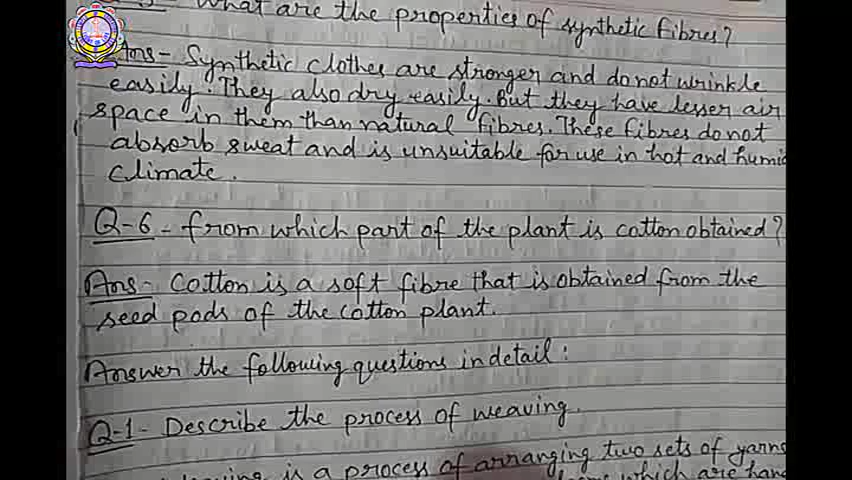 What are the properties of synthetic fibres?
Ans- Synthetic clothes are stronger and do not wrinkle
easily. They also dry easily. But they have lesser air
space in them than natural fibres. These fibres do not
absorb sweat and is unsuitable for use in hot and humid
climate.
Q-6 - From which part of the plant is cotton obtained?
Ans- Cotton is a soft fibre that is obtained from the
seed pods of the cotton plant.
Answer the following questions in detail:
Q-1- Describe the process of weaving.
is a process of arranging two sets of yarns
which are